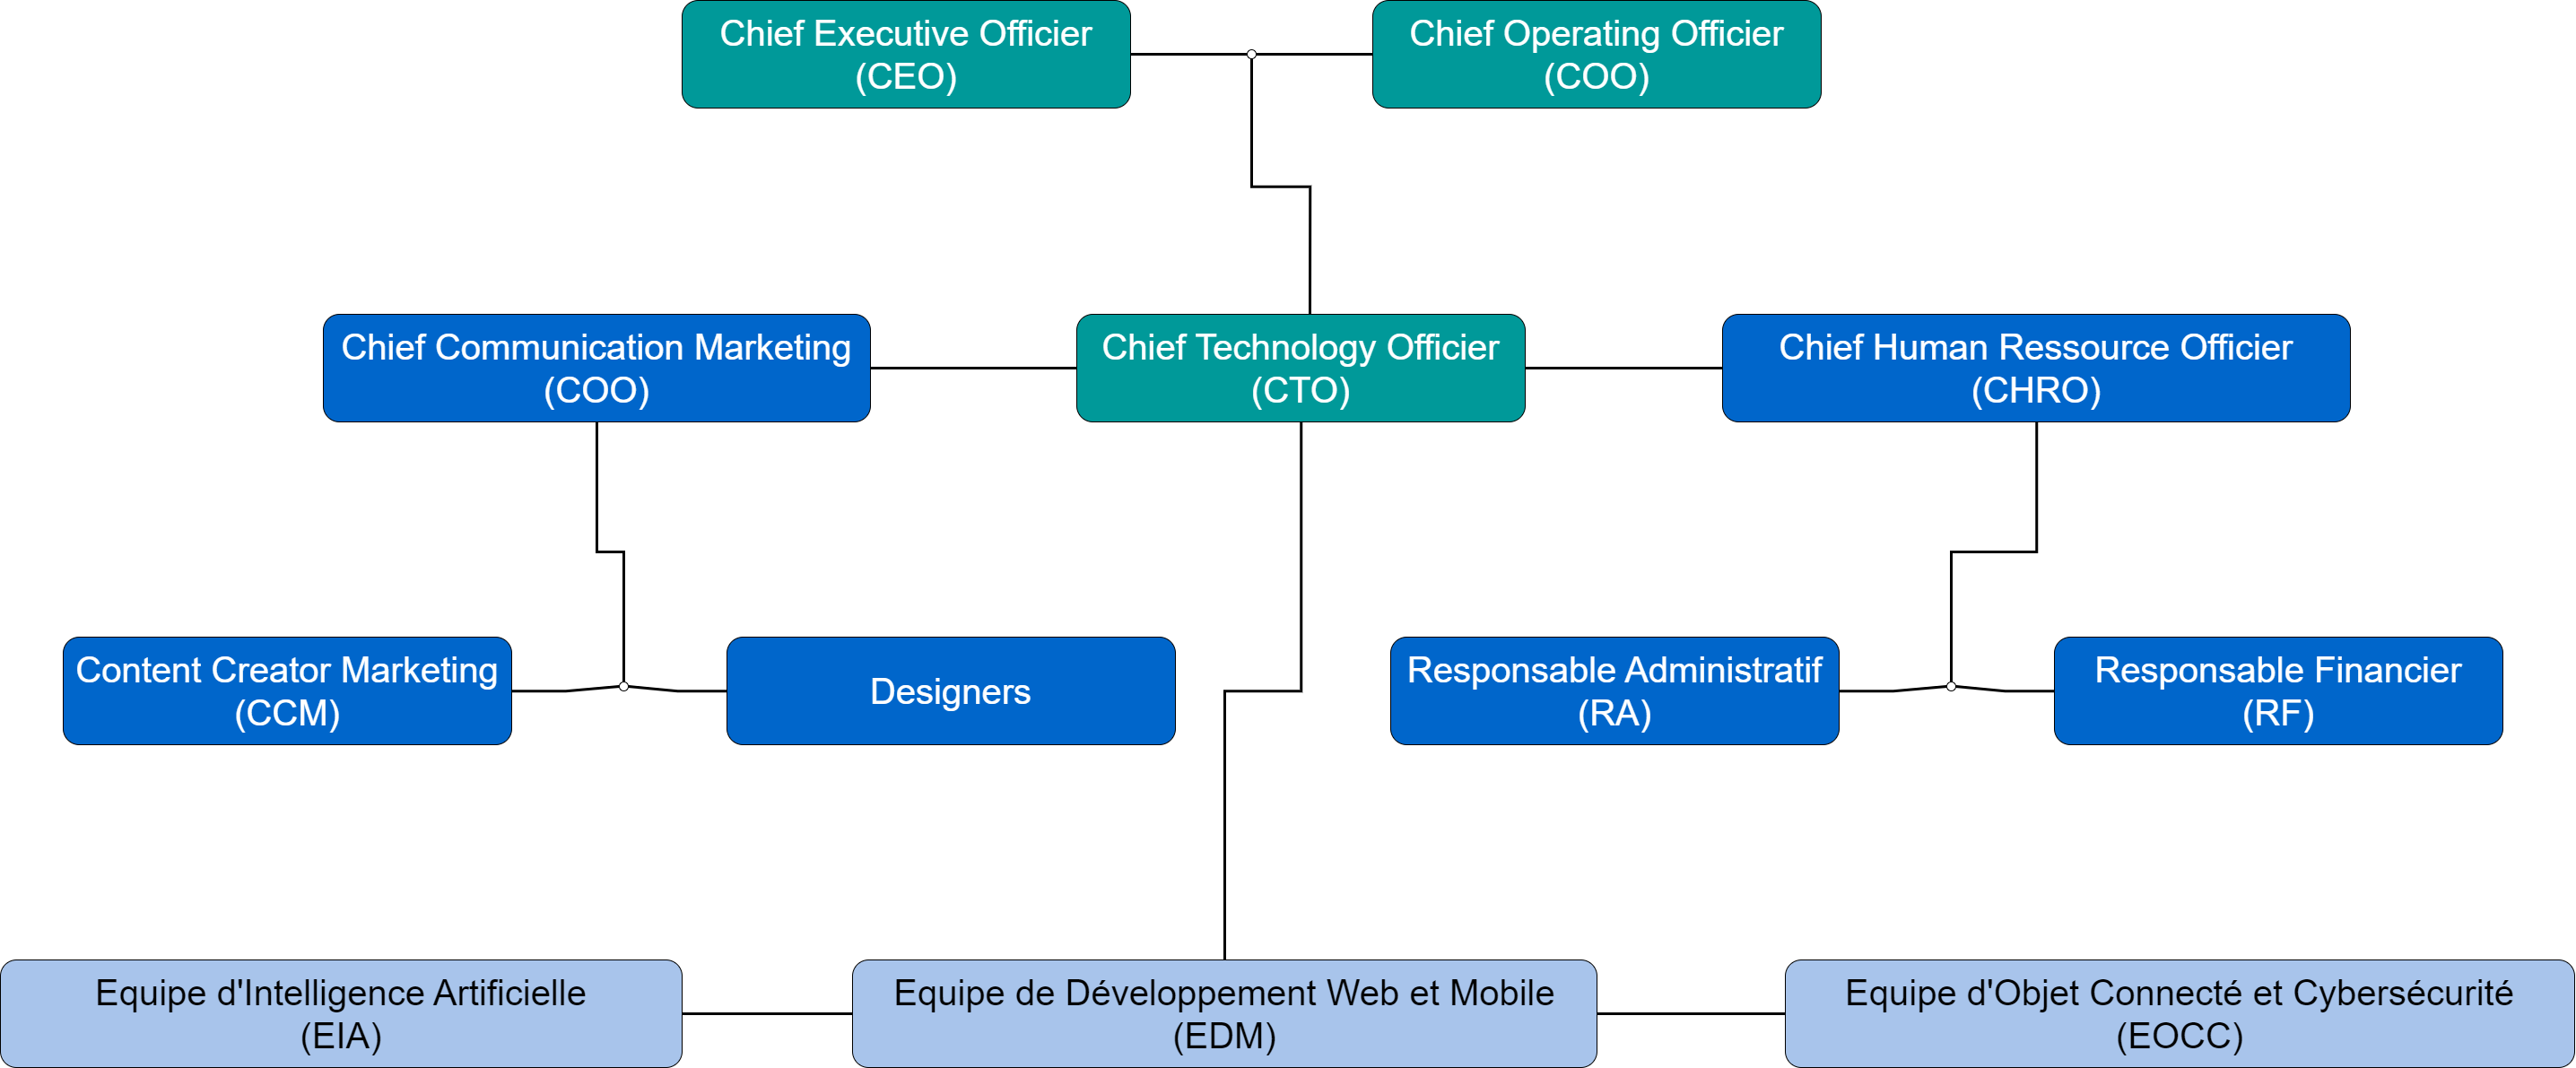 Chief Executive Officier
(CEO)
Chief Operating Officier
(COO)
Chief Communication Marketing
(COO)
Chief Technology Officier
(CTO)
Chief Human Ressource Officier
(CHRO)
Content Creator Marketing
(CCM)
Designers
Responsable Administratif
(RA)
Responsable Financier
(RF)
Equipe d'Intelligence Artificielle
(EIA)
Equipe de Développement Web et Mobile
(EDM)
Equipe d'Objet Connecté et Cybersécurité
(EOCC)